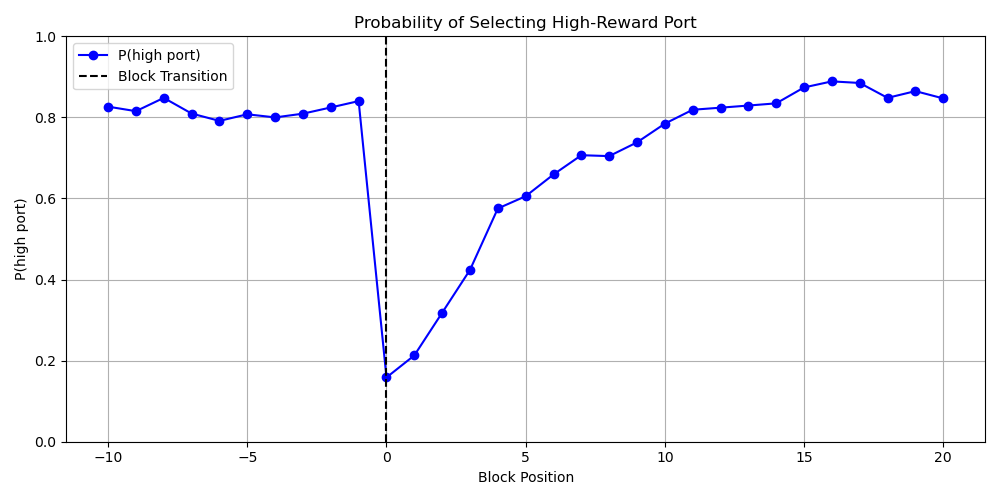 Probability of Selecting High-Reward Port
P(high port)
Block Transition
P(high port)
1.0
0.8
0.6
0.4
0.2
0.0
−10
−5
0
5
10
15
20
Block Position